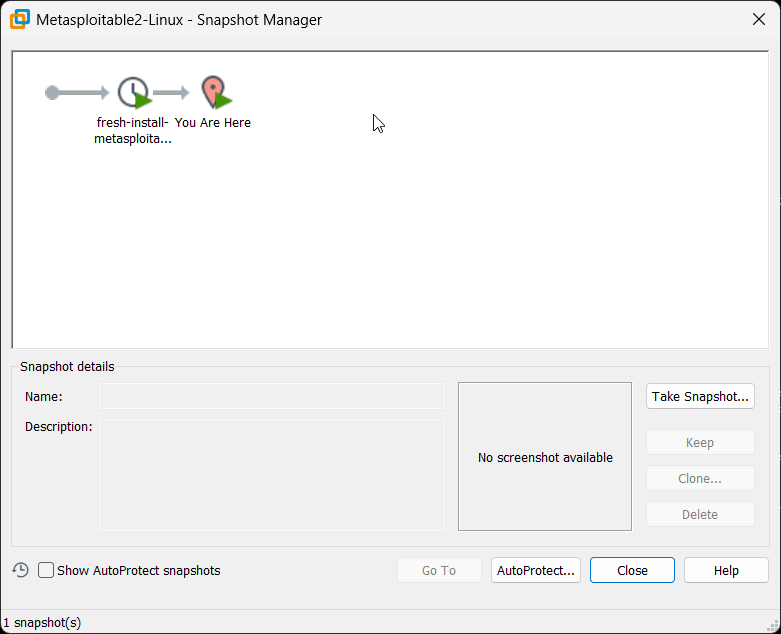 Metasploitable2-Linux - Snapshot Manager
fresh-install-
metasploita...
You Are Here
Snapshot details
Name:
Description:
No screenshot available
Take Snapshot...
Keep
Clone...
Delete
Show AutoProtect snapshots
Go To
AutoProtect...
Close
Help
1 snapshot(s)